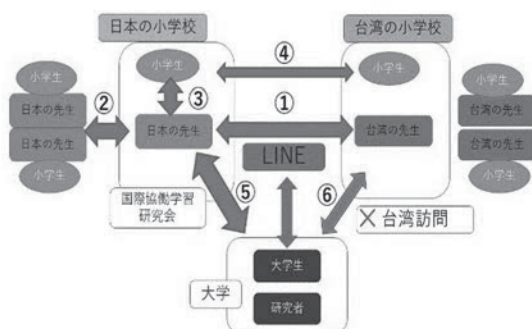 日本の小学校
台湾の小学校
小学生
小学生
④
小学生
小学生
日本の先生
②
③
①
台湾の先生
日本の先生
日本の先生
台湾の先生
台湾の先生
小学生
LINE
小学生
国際協働学習
研究会
⑤
⑥
× 台湾訪問
大学生
大学
研究者